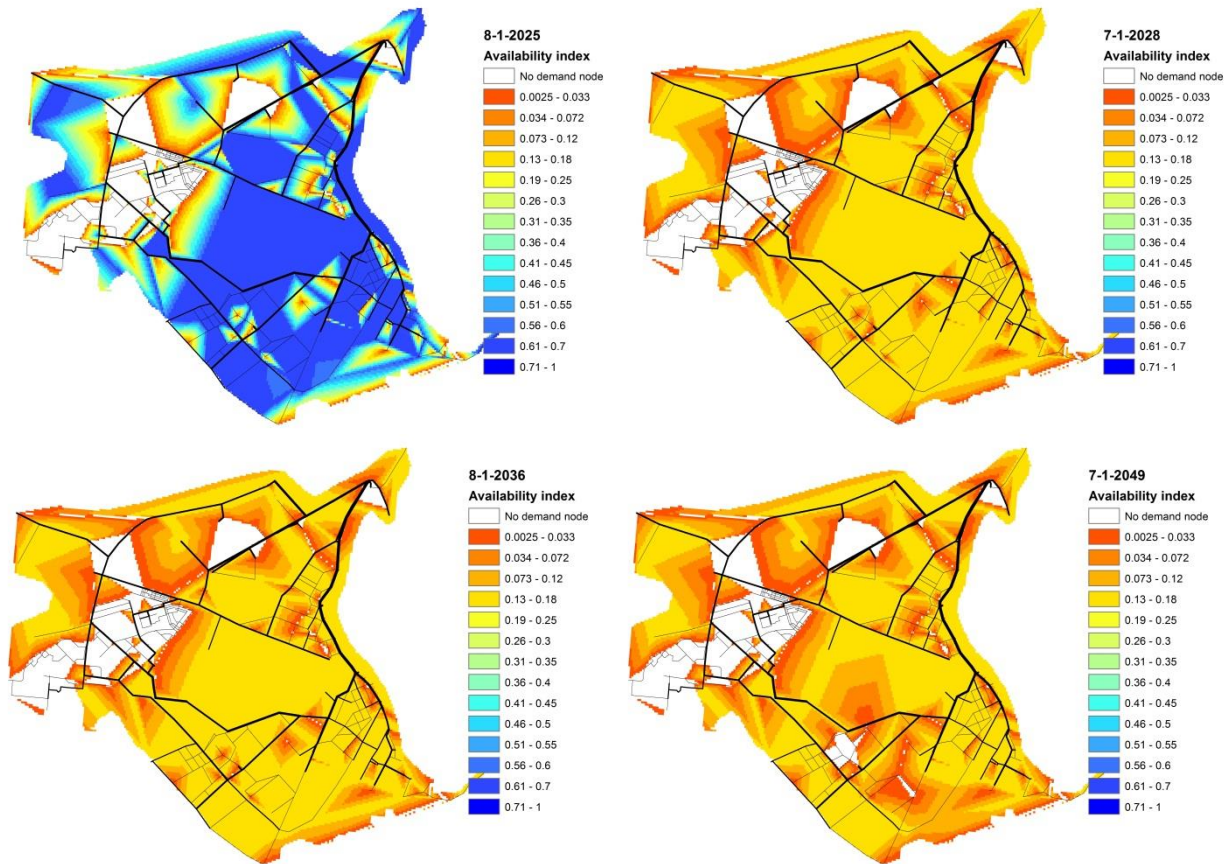 8-1-2025
Availability index
No demand node
0.0025 - 0.033
0.034 - 0.072
0.073 - 0.12
0.13 - 0.18
0.19 - 0.25
0.26 - 0.3
0.31 - 0.35
0.36 - 0.4
0.41 - 0.45
0.46 - 0.5
0.51 - 0.55
0.56 - 0.6
0.61 - 0.7
0.71 - 1
7-1-2028
Availability index
No demand node
0.0025 - 0.033
0.034 - 0.072
0.073 - 0.12
0.13 - 0.18
0.19 - 0.25
0.26 - 0.3
0.31 - 0.35
0.36 - 0.4
0.41 - 0.45
0.46 - 0.5
0.51 - 0.55
0.56 - 0.6
0.61 - 0.7
0.71 - 1
8-1-2036
Availability index
No demand node
0.0025 - 0.033
0.034 - 0.072
0.073 - 0.12
0.13 - 0.18
0.19 - 0.25
0.26 - 0.3
0.31 - 0.35
0.36 - 0.4
0.41 - 0.45
0.46 - 0.5
0.51 - 0.55
0.56 - 0.6
0.61 - 0.7
0.71 - 1
7-1-2049
Availability index
No demand node
0.0025 - 0.033
0.034 - 0.072
0.073 - 0.12
0.13 - 0.18
0.19 - 0.25
0.26 - 0.3
0.31 - 0.35
0.36 - 0.4
0.41 - 0.45
0.46 - 0.5
0.51 - 0.55
0.56 - 0.6
0.61 - 0.7
0.71 - 1